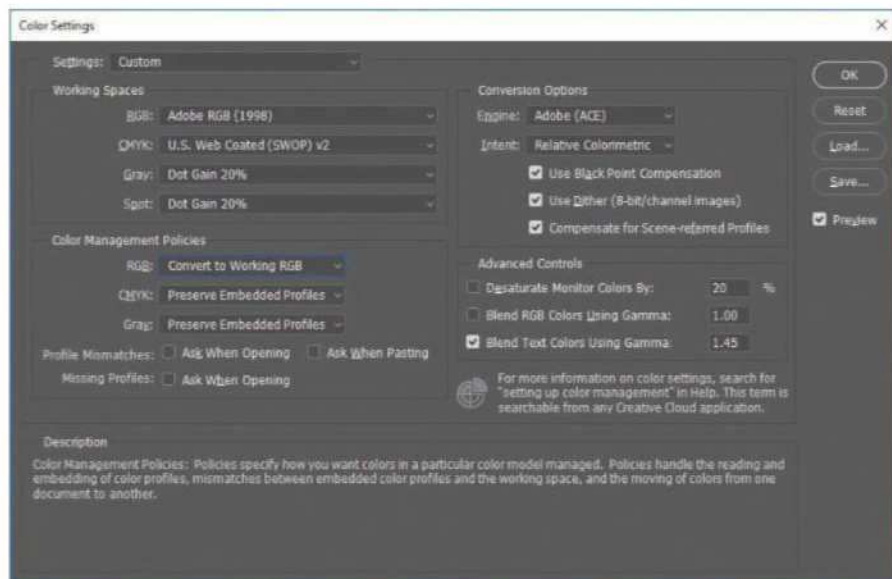 Color Settings
Settings: Custom
OK
Reset
Load...
Save...
Preview
Working Spaces
RGB: Adobe RGB (1998)
CMYK: U.S. Web Coated (SWOP) v2
Gray: Dot Gain 20%
Spot: Dot Gain 20%
Color Management Policies
RGB: Convert to Working RGB
CMYK: Preserve Embedded Profiles
Gray: Preserve Embedded Profiles
Profile Mismatches: Ask When Opening Ask When Pasting
Missing Profiles: Ask When Opening
Conversion Options
Engine: Adobe (ACE)
Intent: Relative Colorimetric
Use Black Point Compensation
Use Dither (8-bit/channel images)
Compensate for Scene-referred Profiles
Advanced Controls
Desaturate Monitor Colors By: 20 %
Blend RGB Colors Using Gamma: 1.00
Blend Text Colors Using Gamma: 1.45
For more information on color settings, search for
"setting up color management" in Help. This term is
searchable from any Creative Cloud application.
Description
Color Management Policies: Policies specify how you want colors in a particular color model managed. Policies handle the reading and
embedding of color profiles, mismatches between embedded color profiles and the working space, and the moving of colors from one
document to another.